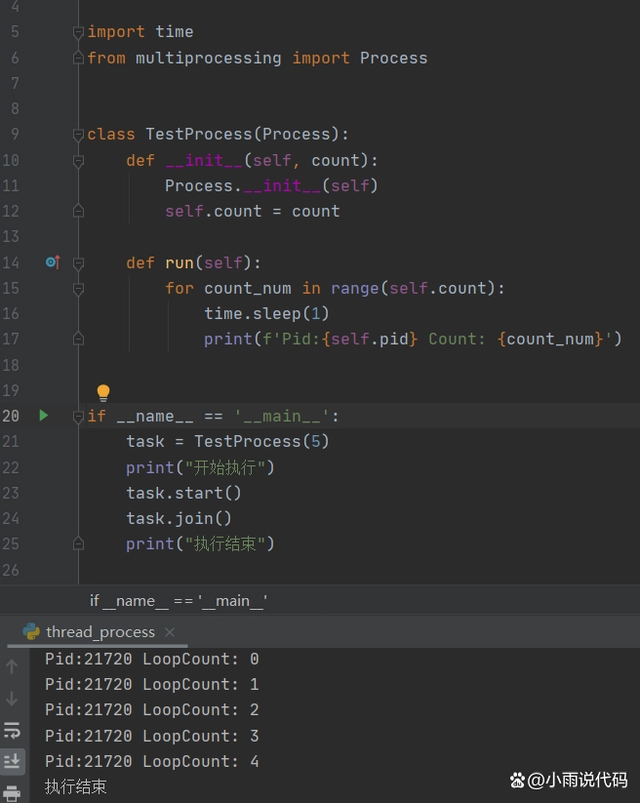 4
5 import time
6 from multiprocessing import Process
7
8
9 class TestProcess(Process):
10 def __init__(self, count):
11 Process.__init__(self)
12 self.count = count
13
14 def run(self):
15 for count_num in range(self.count):
16 time.sleep(1)
17 print(f'Pid:{self.pid} Count: {count_num}')
18
19
20 if __name__ == '__main__':
21 task = TestProcess(5)
22 print("开始执行")
23 task.start()
24 task.join()
25 print("执行结束")
26
if __name__ == '__main__'
thread_process ×
Pid:21720 LoopCount: 0
Pid:21720 LoopCount: 1
Pid:21720 LoopCount: 2
Pid:21720 LoopCount: 3
Pid:21720 LoopCount: 4
执行结束
@小雨说代码